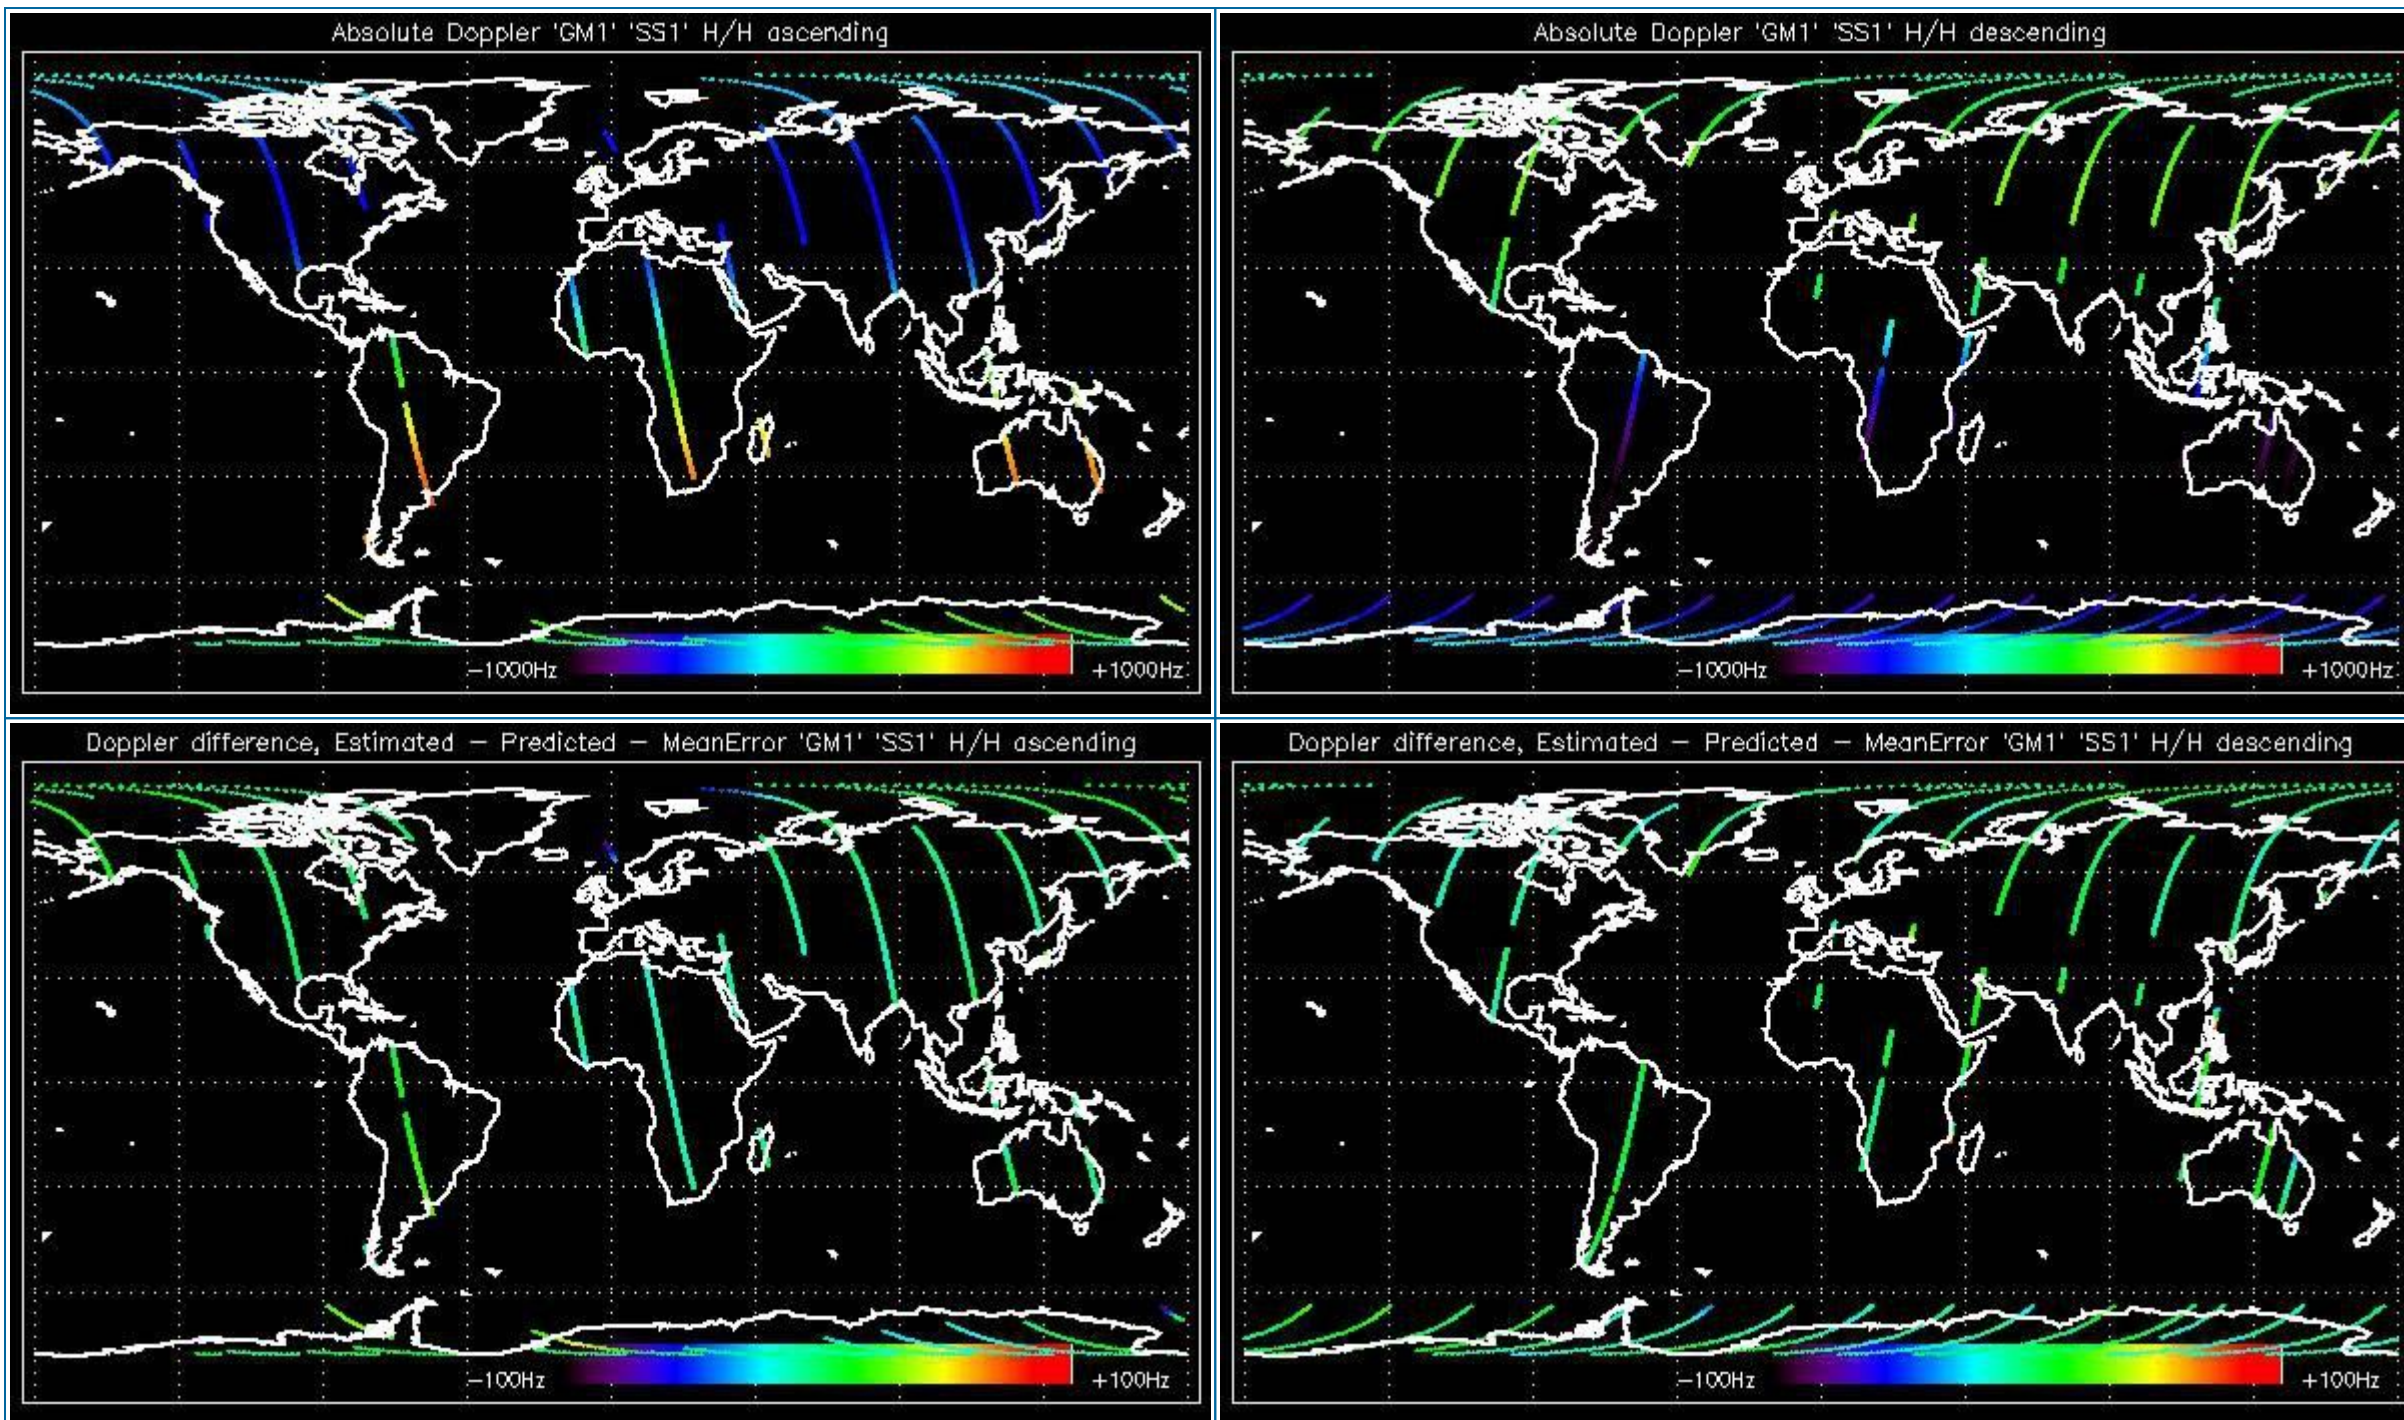 Absolute Doppler 'GM1' 'SS1' H/H ascending
-1000Hz
+1000Hz
Absolute Doppler 'GM1' 'SS1' H/H descending
-1000Hz
+1000Hz
Doppler difference, Estimated - Predicted - MeanError 'GM1' 'SS1' H/H ascending
-100Hz
+100Hz
Doppler difference, Estimated - Predicted - MeanError 'GM1' 'SS1' H/H descending
-100Hz
+100Hz